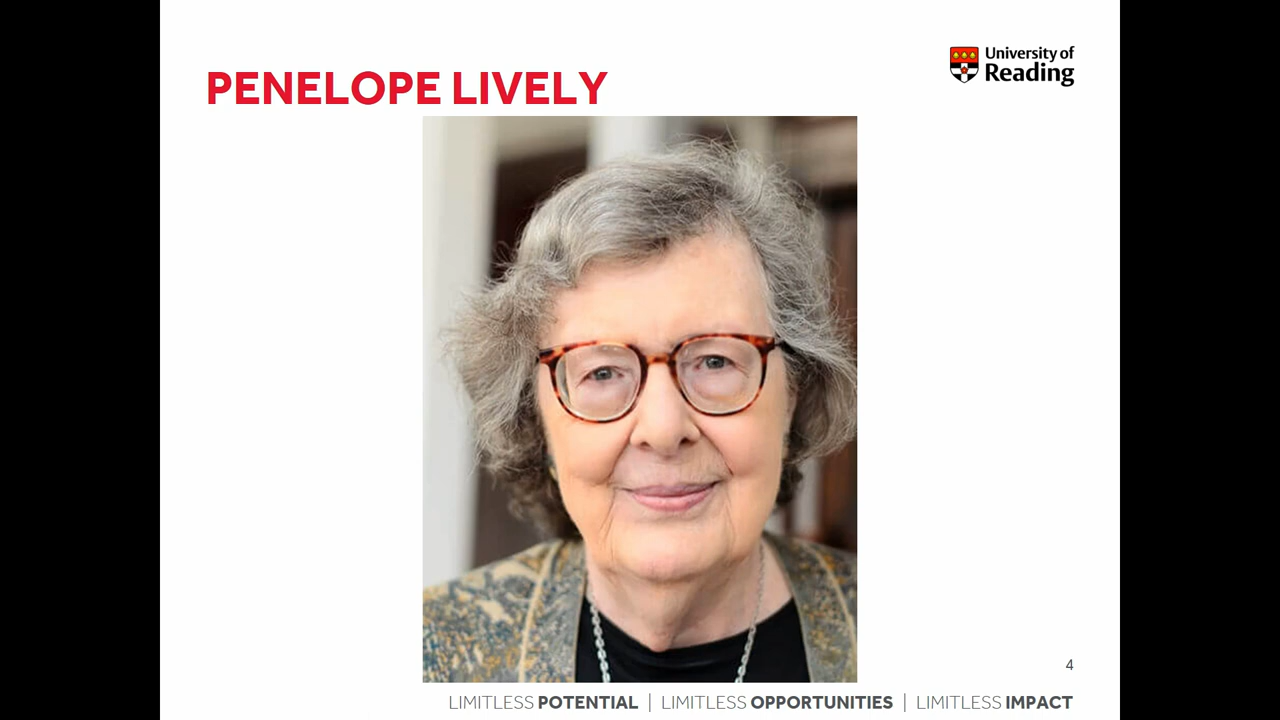 PENELOPE LIVELY
University of
Reading
4
LIMITLESS POTENTIAL | LIMITLESS OPPORTUNITIES | LIMITLESS IMPACT